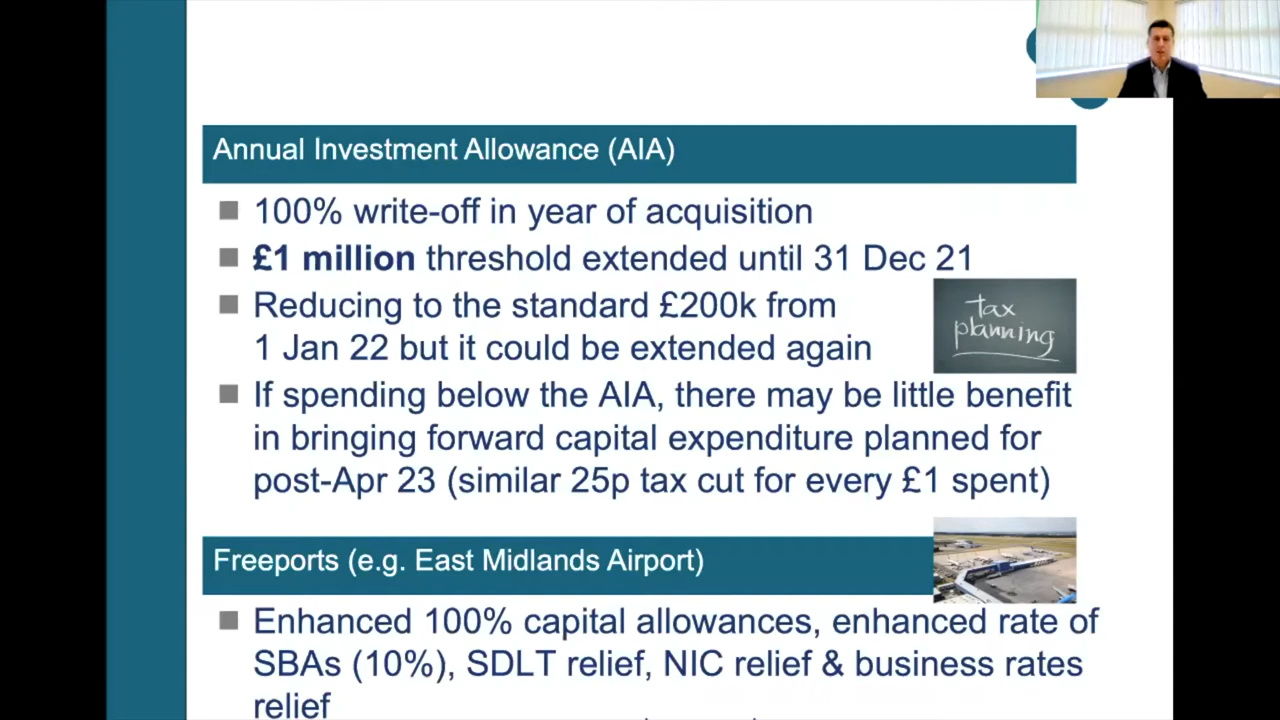 Annual Investment Allowance (AIA)
100% write-off in year of acquisition
£1 million threshold extended until 31 Dec 21
Reducing to the standard £200k from
1 Jan 22 but it could be extended again
tax
planning
If spending below the AIA, there may be little benefit
in bringing forward capital expenditure planned for
post-Apr 23 (similar 25p tax cut for every £1 spent)
Freeports (e.g. East Midlands Airport)
Enhanced 100% capital allowances, enhanced rate of
SBAs (10%), SDLT relief, NIC relief & business rates
relief